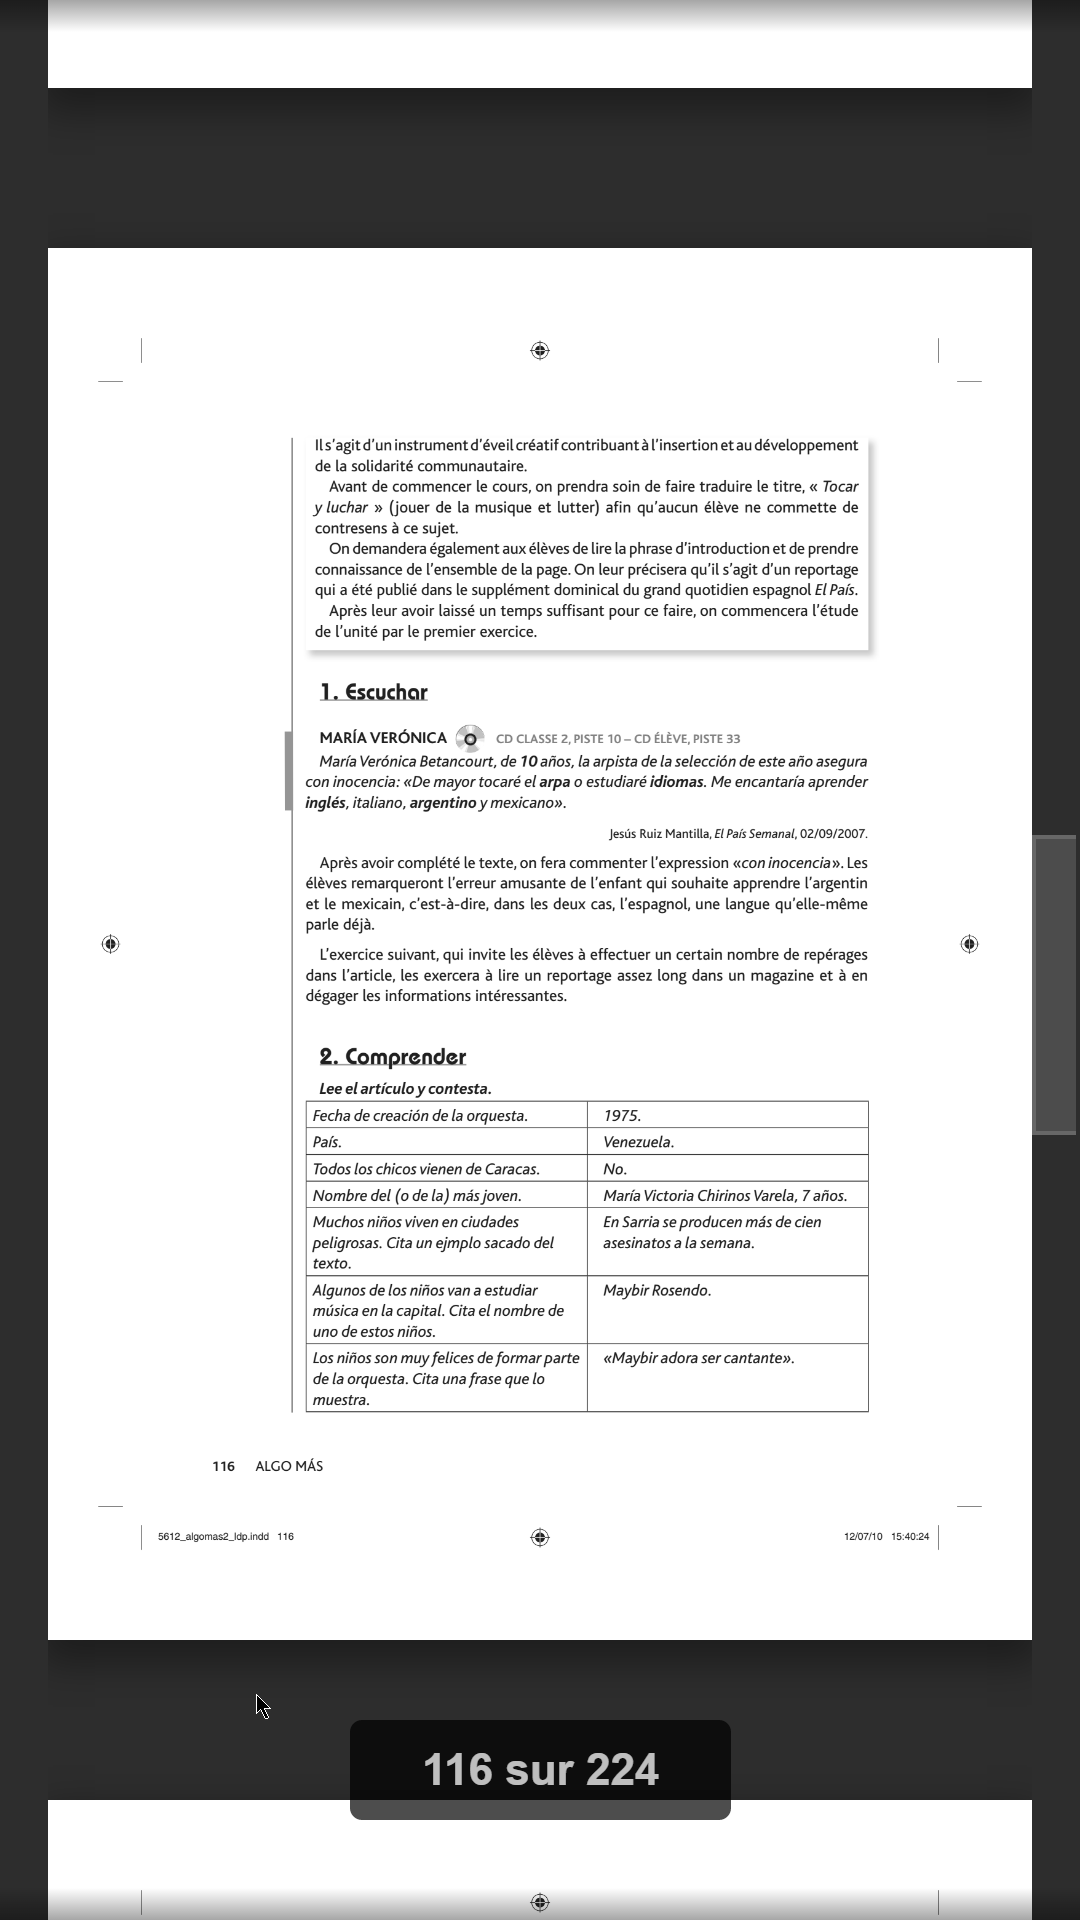 Il s'agit d'un instrument d'éveil créatif contribuant à l'insertion et au développement
de la solidarité communautaire.
Avant de commencer le cours, on prendra soin de faire traduire le titre, « Tocar
y luchar » (jouer de la musique et lutter) afin qu'aucun élève ne commette de
contresens à ce sujet.
On demandera également aux élèves de lire la phrase d'introduction et de prendre
connaissance de l'ensemble de la page. On leur précisera qu'il s'agit d'un reportage
qui a été publié dans le supplément dominical du grand quotidien espagnol El País.
Après leur avoir laissé un temps suffisant pour ce faire, on commencera l'étude
de l'unité par le premier exercice.
1. Escuchar
MARÍA VERÓNICA CD CLASSE 2, PISTE 10 – CD ÉLÈVE, PISTE 33
María Verónica Betancourt, de 10 años, la arpista de la selección de este año asegura
con inocencia: «De mayor tocaré el arpa o estudiaré idiomas. Me encantaría aprender
inglés, italiano, argentino y mexicano».
Jesús Ruiz Mantilla, El País Semanal, 02/09/2007.
Après avoir complété le texte, on fera commenter l'expression «con inocencia». Les
élèves remarqueront l'erreur amusante de l'enfant qui souhaite apprendre l'argentin
et le mexicain, c'est-à-dire, dans les deux cas, l'espagnol, une langue qu'elle-même
parle déjà.
L'exercice suivant, qui invite les élèves à effectuer un certain nombre de repérages
dans l'article, les exercera à lire un reportage assez long dans un magazine et à en
dégager les informations intéressantes.
2. Comprender
Lee el artículo y contesta.
Fecha de creación de la orquesta. 1975.
País. Venezuela.
Todos los chicos vienen de Caracas. No.
Nombre del (o de la) más joven. María Victoria Chirinos Varela, 7 años.
Muchos niños viven en ciudades En Sarria se producen más de cien
peligrosas. Cita un ejmplo sacado del asesinatos a la semana.
texto.
Algunos de los niños van a estudiar Maybir Rosendo.
música en la capital. Cita el nombre de
uno de estos niños.
Los niños son muy felices de formar parte «Maybir adora ser cantante».
de la orquesta. Cita una frase que lo
muestra.
116 ALGO MÁS
5612_algomas2_ldp.indd 116 12/07/10 15:40:24
116 sur 224